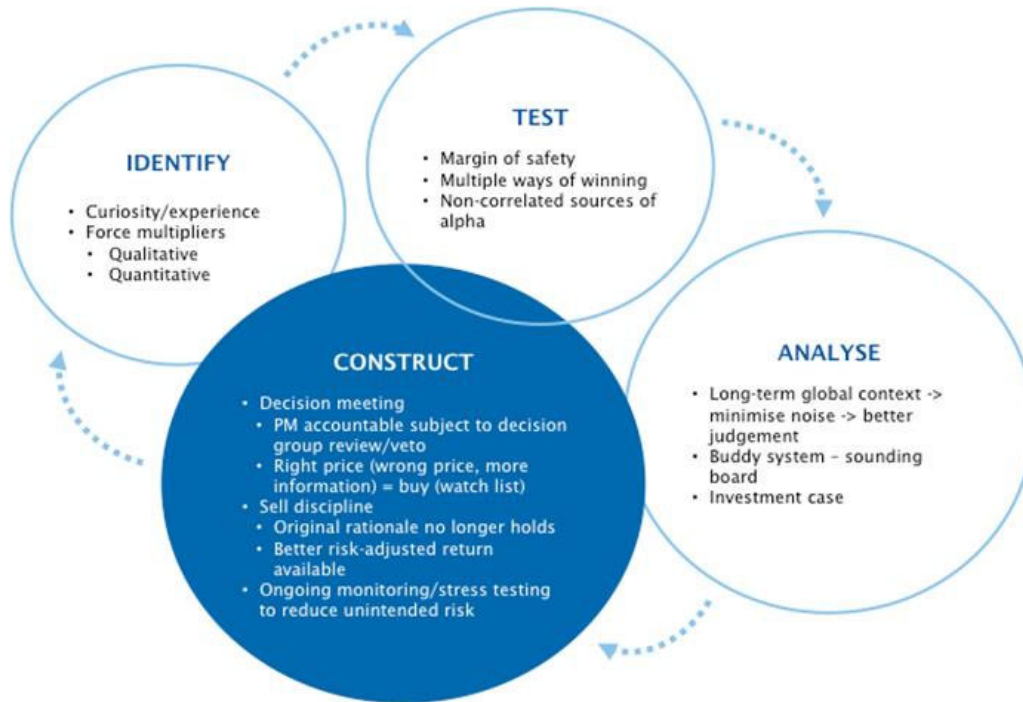 IDENTIFY
• Curiosity/experience
• Force multipliers
• Qualitative
• Quantitative
TEST
• Margin of safety
• Multiple ways of winning
• Non-correlated sources of
alpha
ANALYSE
• Long-term global context ->
minimise noise -> better
judgement
• Buddy system – sounding
board
• Investment case
CONSTRUCT
• Decision meeting
• PM accountable subject to decision
group review/veto
• Right price (wrong price, more
information) = buy (watch list)
• Sell discipline
• Original rationale no longer holds
• Better risk-adjusted return
available
• Ongoing monitoring/stress testing
to reduce unintended risk